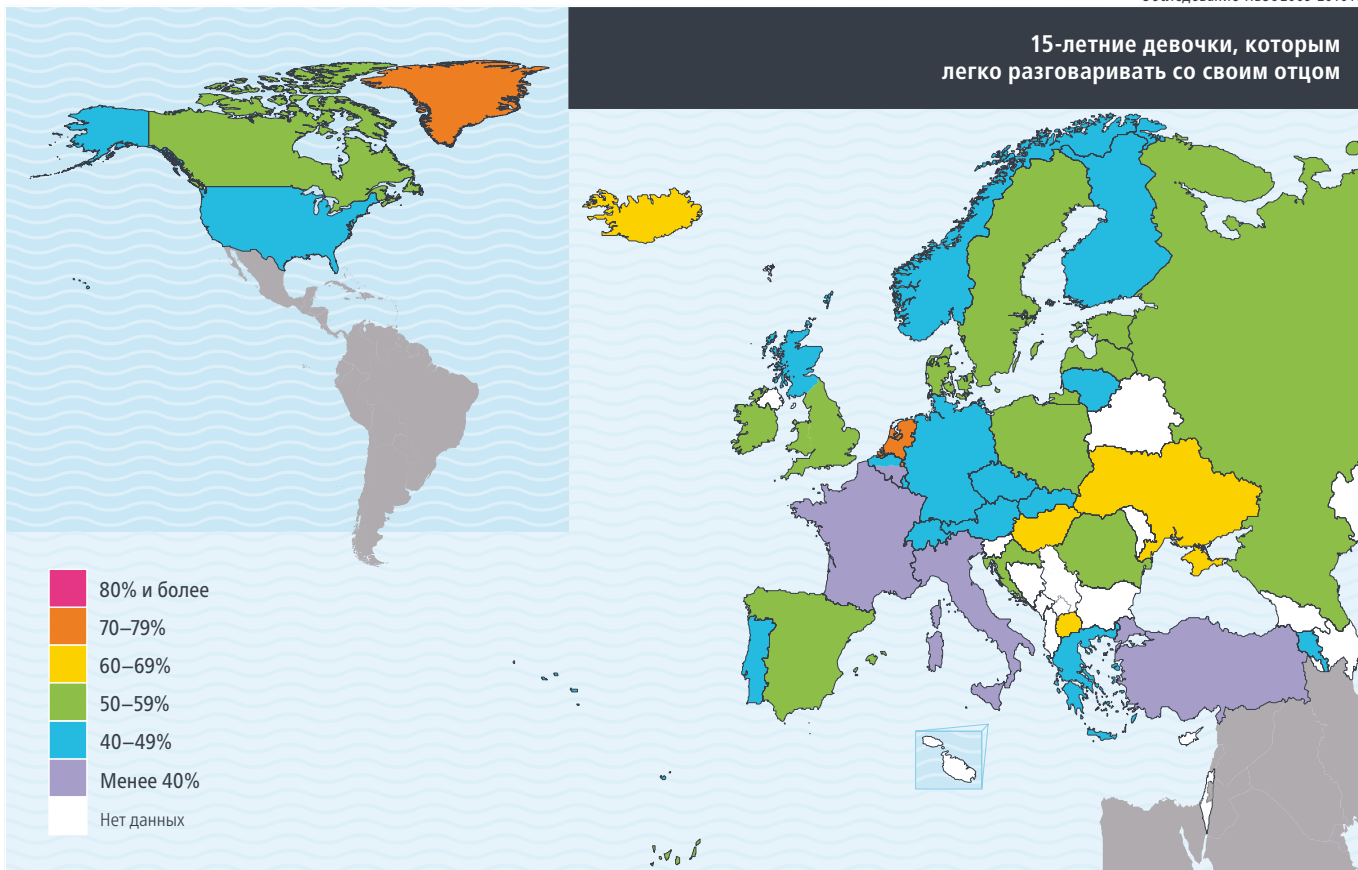 15-летние девочки, которым
легко разговаривать со своим отцом
80% и более
70–79%
60–69%
50–59%
40–49%
Менее 40%
Нет данных